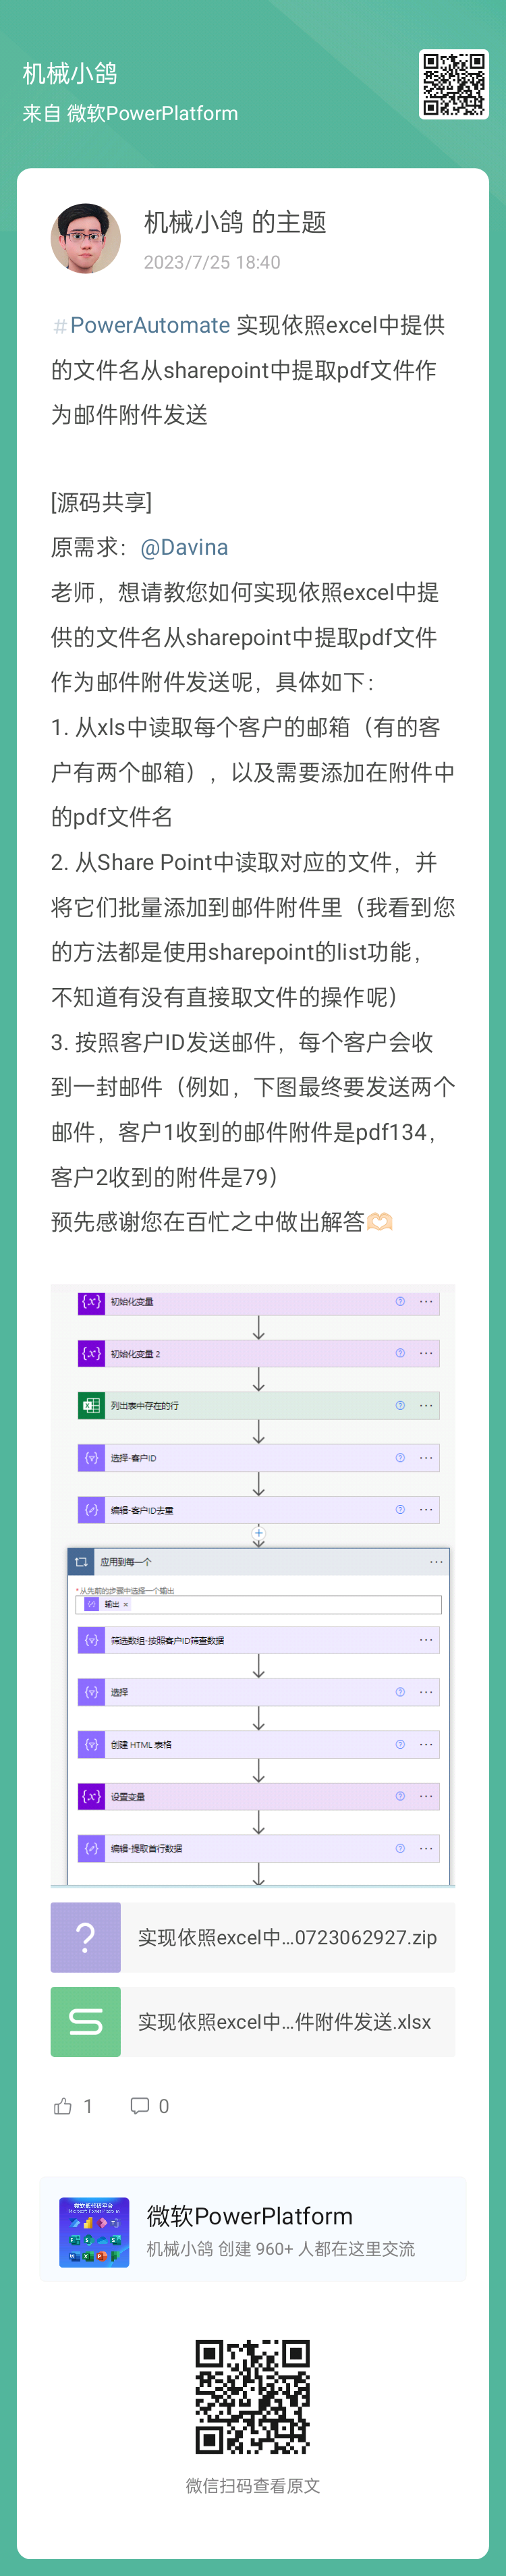 机械小鸽
来自 微软PowerPlatform
机械小鸽 的主题
2023/7/25 18:40
#PowerAutomate 实现依照excel中提供
的文件名从sharepoint中提取pdf文件作
为邮件附件发送
[源码共享]
原需求：@Davina
老师，想请教您如何实现依照excel中提
供的文件名从sharepoint中提取pdf文件
作为邮件附件发送呢，具体如下：
1. 从xls中读取每个客户的邮箱（有的客
户有两个邮箱），以及需要添加在附件中
的pdf文件名
2. 从Share Point中读取对应的文件，并
将它们批量添加到邮件附件里（我看到您
的方法都是使用sharepoint的list功能，
不知道有没有直接取文件的操作呢）
3. 按照客户ID发送邮件，每个客户会收
到一封邮件（例如，下图最终要发送两个
邮件，客户1收到的邮件附件是pdf134，
客户2收到的附件是79）
预先感谢您在百忙之中做出解答🫶🏻
初始化变量
初始化变量 2
列出表中存在的行
选择-客户ID
编辑-客户ID去重
应用到每一个
*从先前的步骤中选择一个输出
输出 ×
筛选数组-按照客户ID筛查数据
选择
创建 HTML 表格
设置变量
编辑-提取首行数据
实现依照excel中...0723062927.zip
实现依照excel中...件附件发送.xlsx
1 0
微软低代码平台
微软PowerPlatform
机械小鸽 创建 960+ 人都在这里交流
微信扫码查看原文